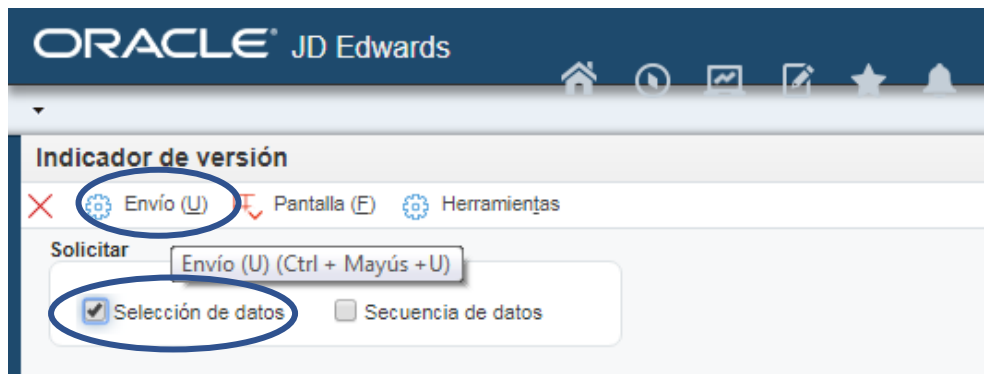 ORACLE® JD Edwards
Indicador de versión
Envío (U) Pantalla (F) Herramientas
Solicitar
Envío (U) (Ctrl + Mayús +U)
Selección de datos Secuencia de datos